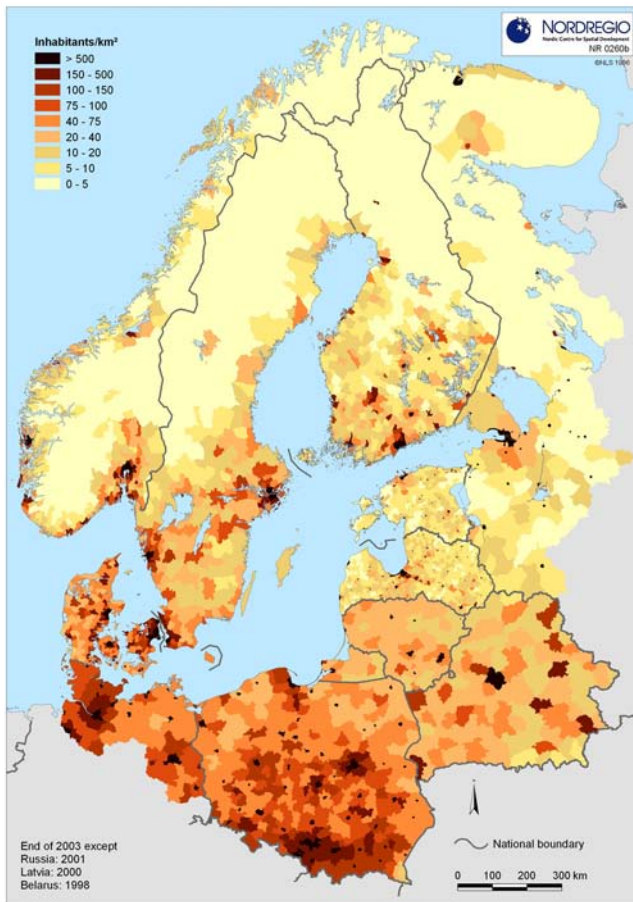 Inhabitants/km²
> 500
150 - 500
100 - 150
75 - 100
40 - 75
20 - 40
10 - 20
5 - 10
0 - 5
NORDREGIO
Nordic Centre for Spatial Development
NR 0260b
©NLS 1996
End of 2003 except
Russia: 2001
Latvia: 2000
Belarus: 1998
National boundary
0 100 200 300 km